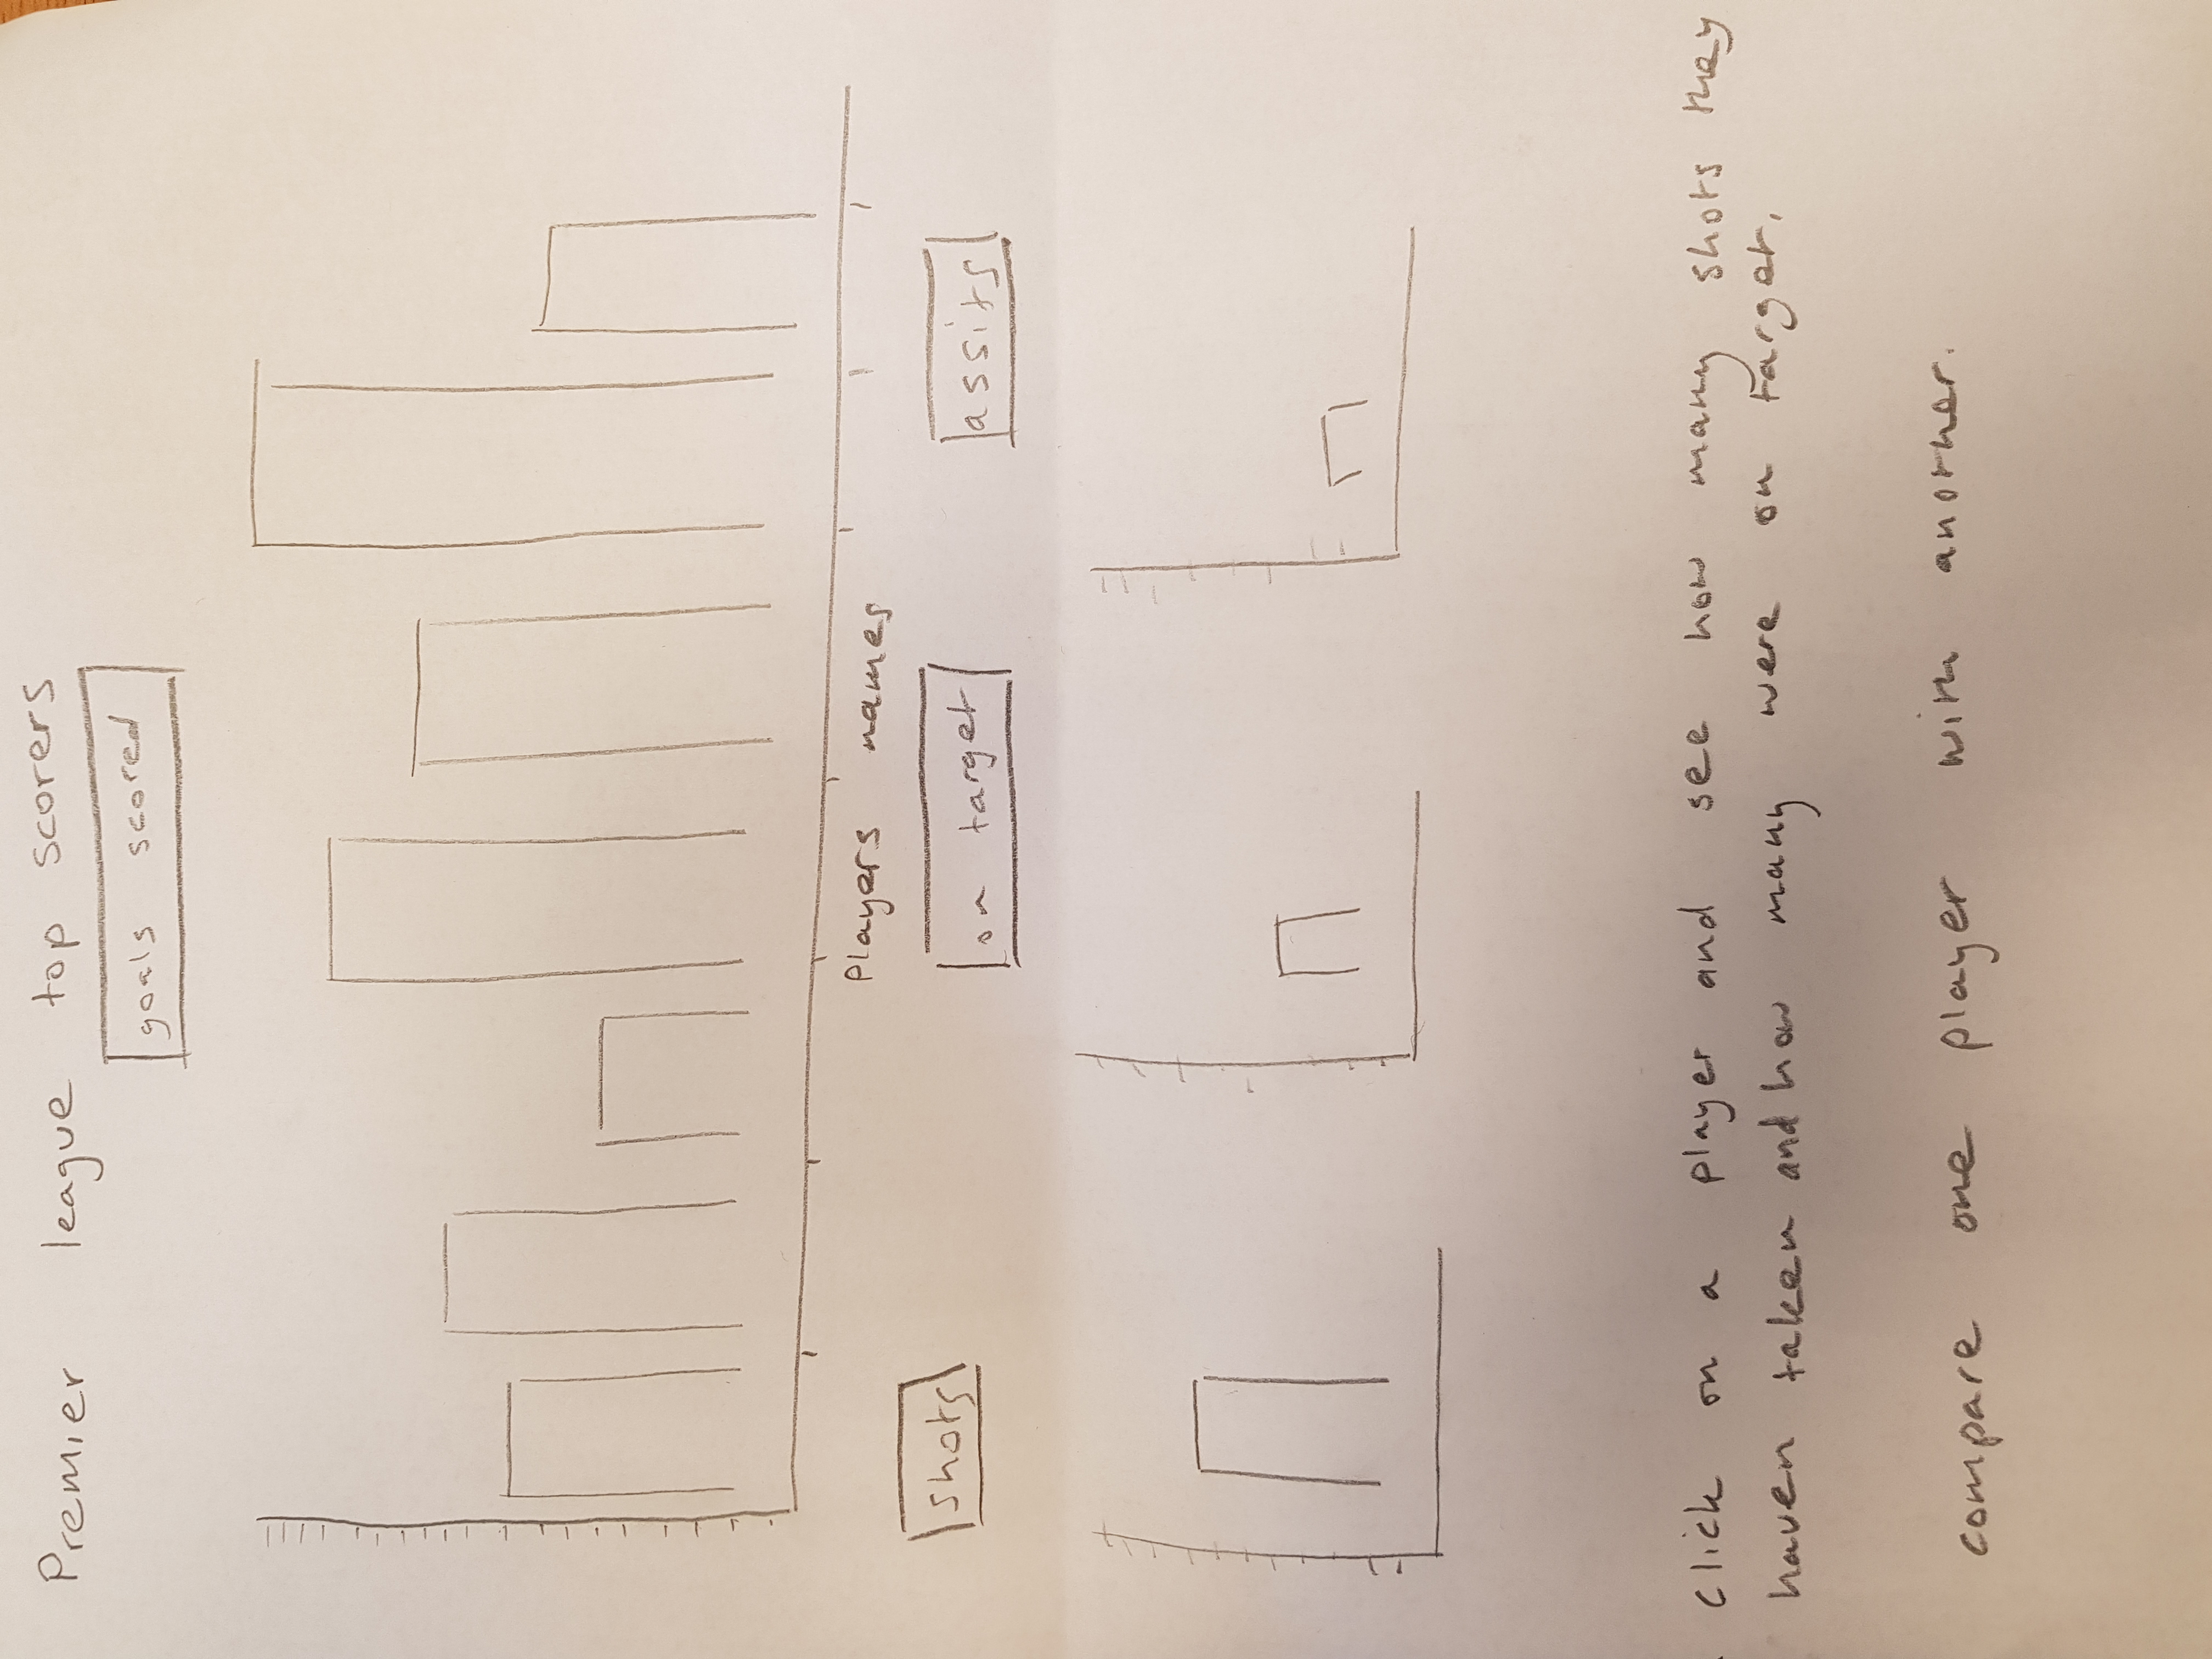 Premier league top scorers
goals scored
Players names
shots
on target
assits
click on a player and see how many shots they
haven taken and how many were on target.
compare one player with another.